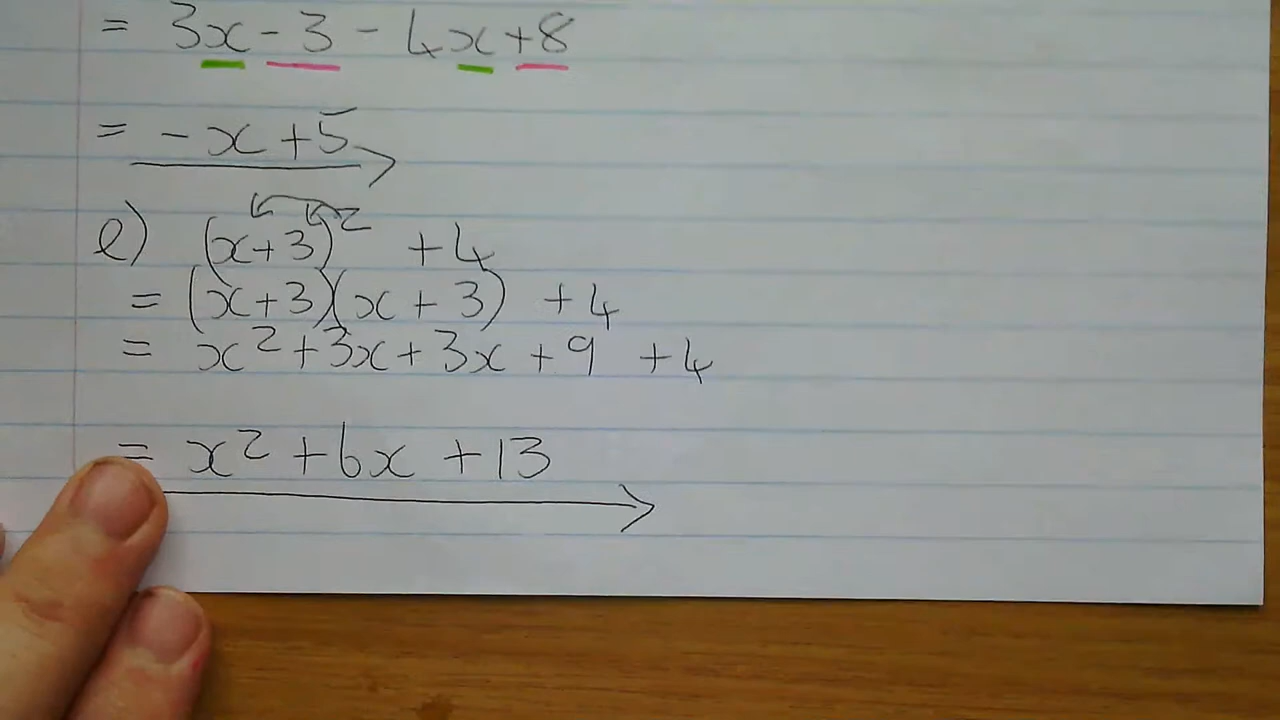 = 3x - 3 - 4x + 8
= -x + 5
e) (x+3)² + 4
= (x+3)(x+3) + 4
= x² + 3x + 3x + 9 + 4
= x² + 6x + 13